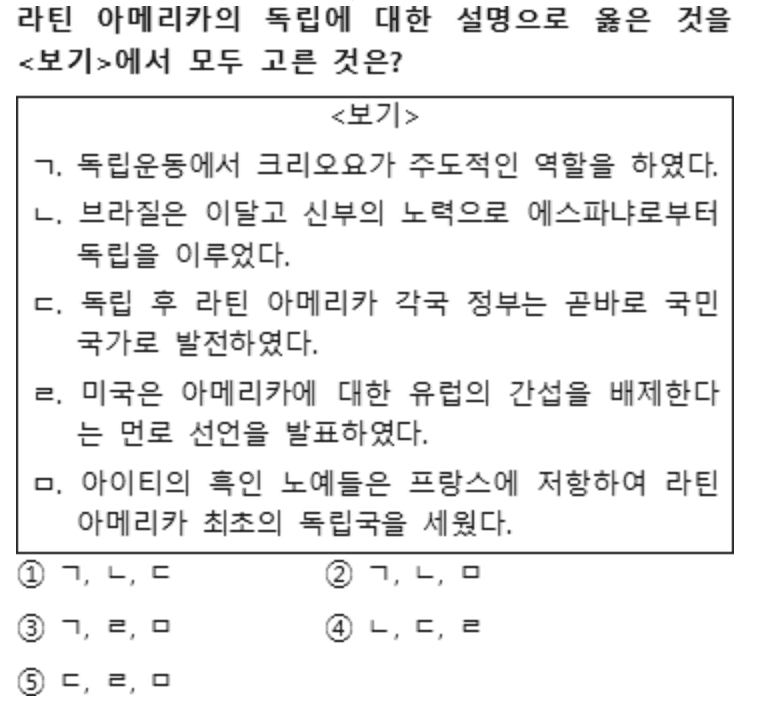 라틴 아메리카의 독립에 대한 설명으로 옳은 것을
<보기>에서 모두 고른 것은?
<보기>
ㄱ. 독립운동에서 크리오요가 주도적인 역할을 하였다.
ㄴ. 브라질은 이달고 신부의 노력으로 에스파냐로부터
독립을 이루었다.
ㄷ. 독립 후 라틴 아메리카 각국 정부는 곧바로 국민
국가로 발전하였다.
ㄹ. 미국은 아메리카에 대한 유럽의 간섭을 배제한다
는 먼로 선언을 발표하였다.
ㅁ. 아이티의 흑인 노예들은 프랑스에 저항하여 라틴
아메리카 최초의 독립국을 세웠다.
① ㄱ, ㄴ, ㄷ ② ㄱ, ㄴ, ㅁ
③ ㄱ, ㄹ, ㅁ ④ ㄴ, ㄷ, ㄹ
⑤ ㄷ, ㄹ, ㅁ